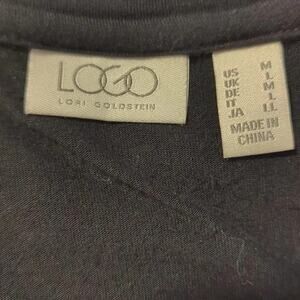 LOGO
LORI GOLDSTEIN
US M
UK L
DE M
IT L
JA LL
MADE IN
CHINA